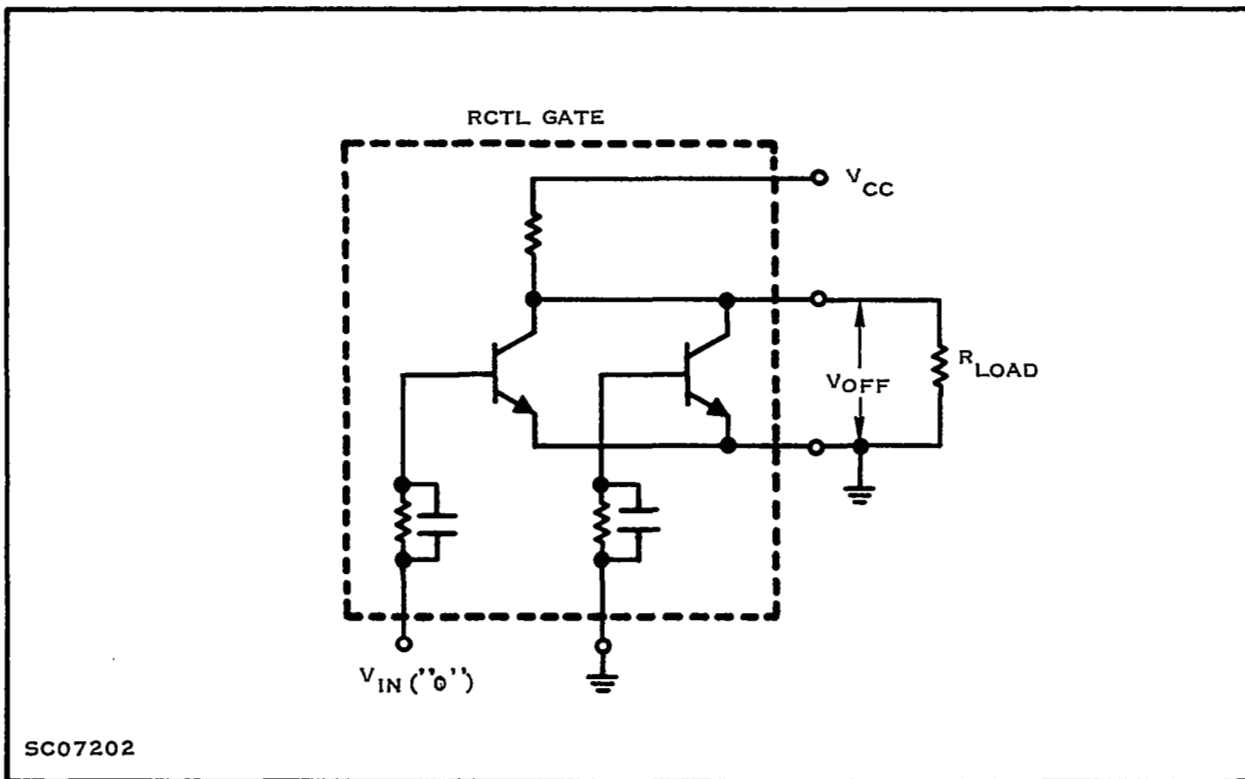 RCTL GATE
VCC
VOFF
RLOAD
VIN ("0")
SC07202